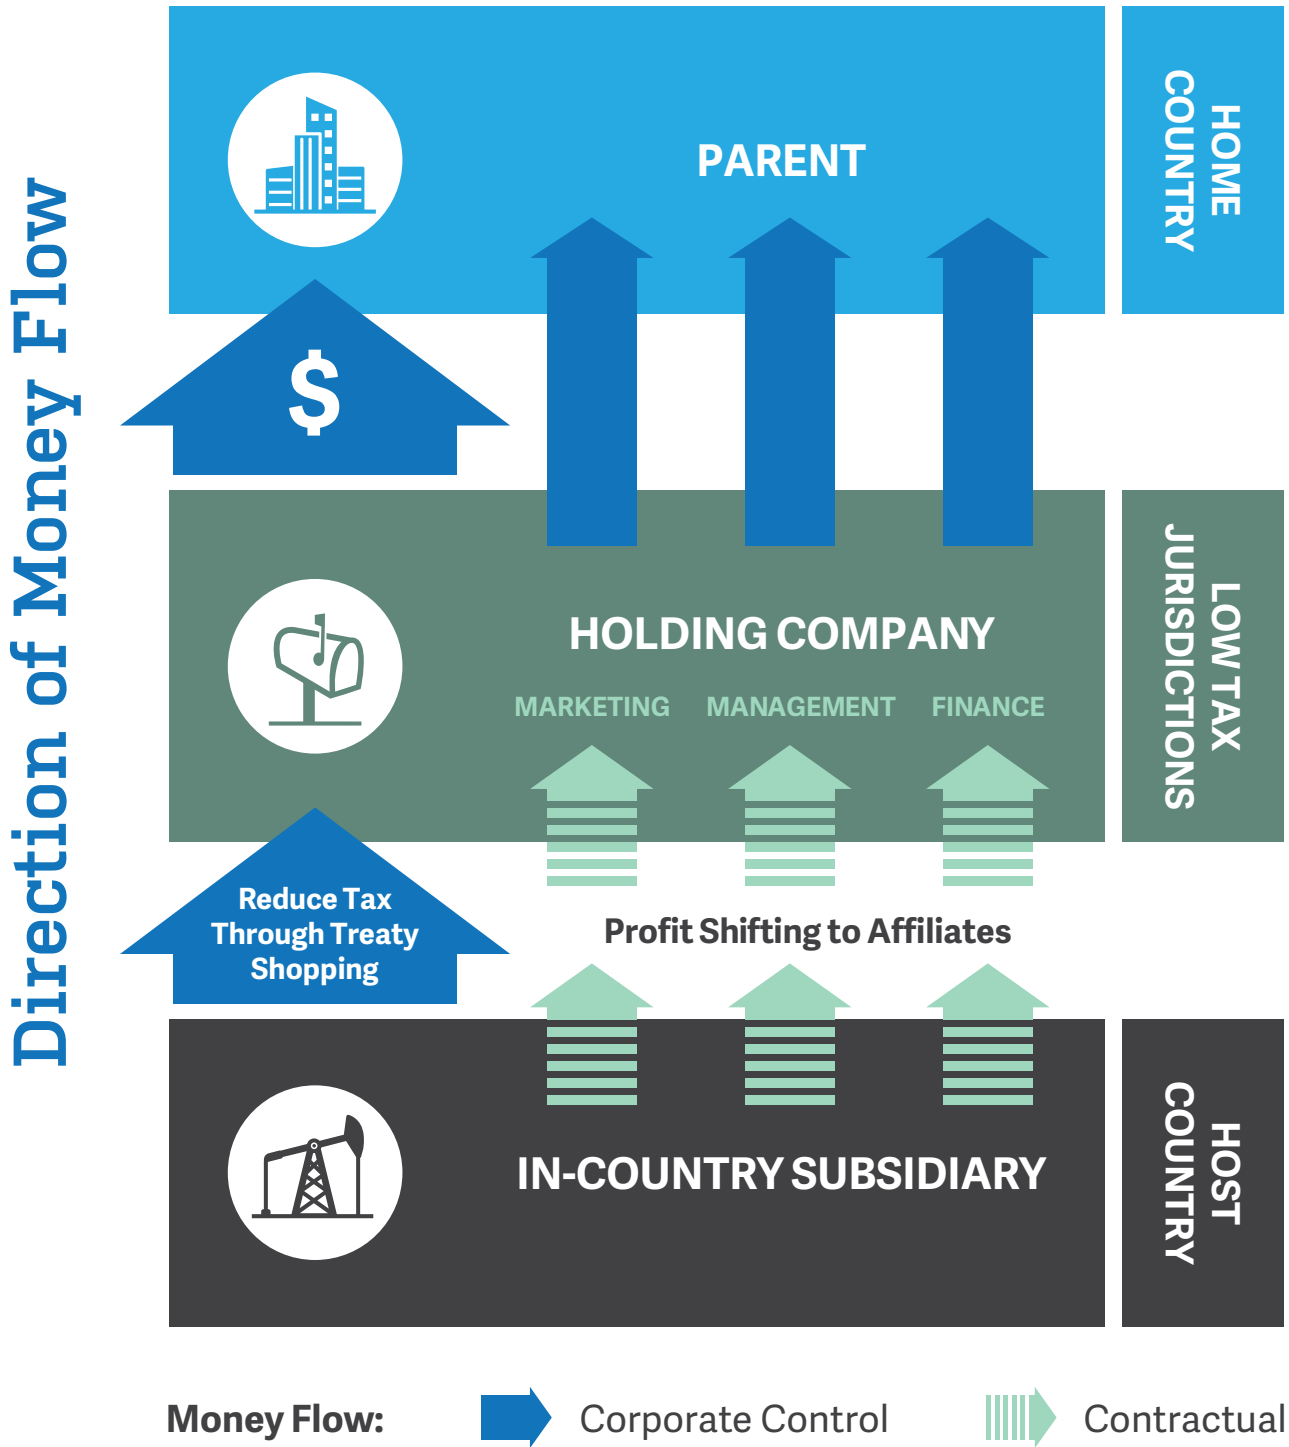 Direction of Money Flow
PARENT
HOME
COUNTRY
$
HOLDING COMPANY
MARKETING MANAGEMENT FINANCE
LOW TAX
JURISDICTIONS
Reduce Tax
Through Treaty
Shopping
Profit Shifting to Affiliates
IN-COUNTRY SUBSIDIARY
HOST
COUNTRY
Money Flow: Corporate Control Contractual